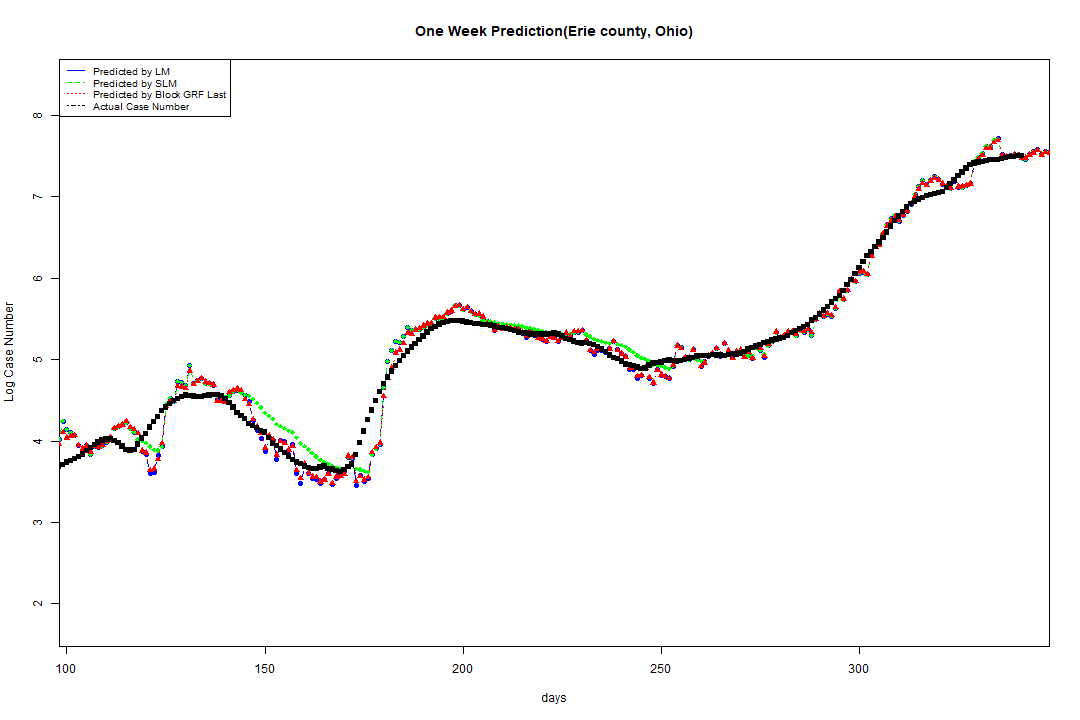 One Week Prediction(Erie county, Ohio)
Predicted by LM
Predicted by SLM
Predicted by Block GRF Last
Actual Case Number
8
7
6
5
4
3
2
Log Case Number
100 150 200 250 300
days